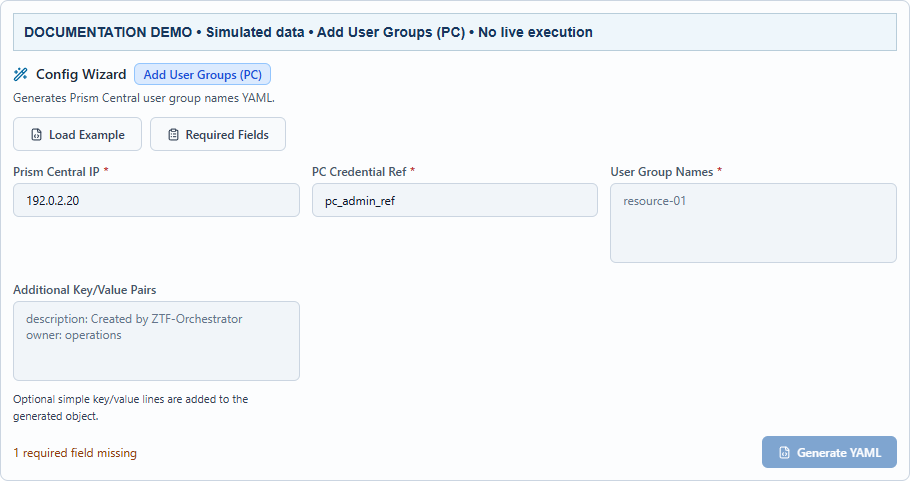 DOCUMENTATION DEMO • Simulated data • Add User Groups (PC) • No live execution
Config Wizard Add User Groups (PC)
Generates Prism Central user group names YAML.
Load Example Required Fields
Prism Central IP * PC Credential Ref * User Group Names *
192.0.2.20 pc_admin_ref resource-01
Additional Key/Value Pairs
description: Created by ZTF-Orchestrator
owner: operations
Optional simple key/value lines are added to the
generated object.
1 required field missing Generate YAML